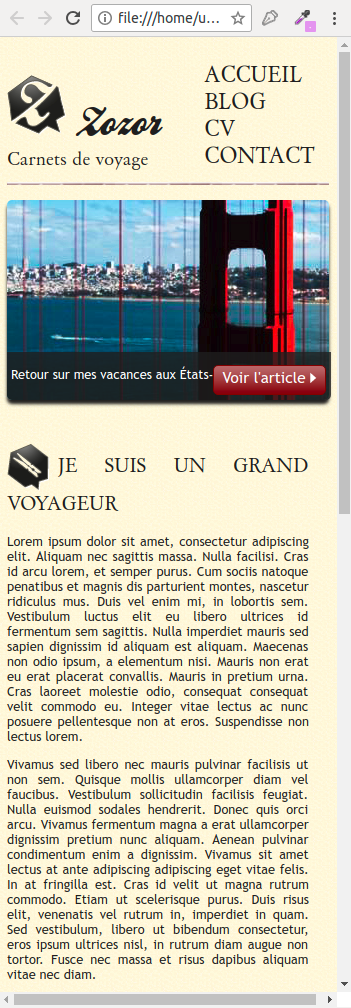 file:///home/u...
Zozor
Carnets de voyage
ACCUEIL
BLOG
CV
CONTACT
Retour sur mes vacances aux États-
Voir l'article
JE SUIS UN GRAND
VOYAGEUR
Lorem ipsum dolor sit amet, consectetur adipiscing
elit. Aliquam nec sagittis massa. Nulla facilisi. Cras
id arcu lorem, et semper purus. Cum sociis natoque
penatibus et magnis dis parturient montes, nascetur
ridiculus mus. Duis vel enim mi, in lobortis sem.
Vestibulum luctus elit eu libero ultrices id
fermentum sem sagittis. Nulla imperdiet mauris sed
sapien dignissim id aliquam est aliquam. Maecenas
non odio ipsum, a elementum nisi. Mauris non erat
eu erat placerat convallis. Mauris in pretium urna.
Cras laoreet molestie odio, consequat consequat
velit commodo eu. Integer vitae lectus ac nunc
posuere pellentesque non at eros. Suspendisse non
lectus lorem.
Vivamus sed libero nec mauris pulvinar facilisis ut
non sem. Quisque mollis ullamcorper diam vel
faucibus. Vestibulum sollicitudin facilisis feugiat.
Nulla euismod sodales hendrerit. Donec quis orci
arcu. Vivamus fermentum magna a erat ullamcorper
dignissim pretium nunc aliquam. Aenean pulvinar
condimentum enim a dignissim. Vivamus sit amet
lectus at ante adipiscing adipiscing eget vitae felis.
In at fringilla est. Cras id velit ut magna rutrum
commodo. Etiam ut scelerisque purus. Duis risus
elit, venenatis vel rutrum in, imperdiet in quam.
Sed vestibulum, libero ut bibendum consectetur,
eros ipsum ultrices nisl, in rutrum diam augue non
tortor. Fusce nec massa et risus dapibus aliquam
vitae nec diam.